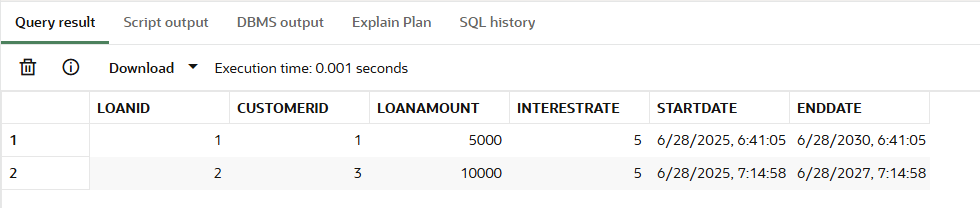 Query result Script output DBMS output Explain Plan SQL history
Download Execution time: 0.001 seconds
LOANID CUSTOMERID LOANAMOUNT INTERESTRATE STARTDATE ENDDATE
1 1 1 5000 5 6/28/2025, 6:41:05 6/28/2030, 6:41:05
2 2 3 10000 5 6/28/2025, 7:14:58 6/28/2027, 7:14:58